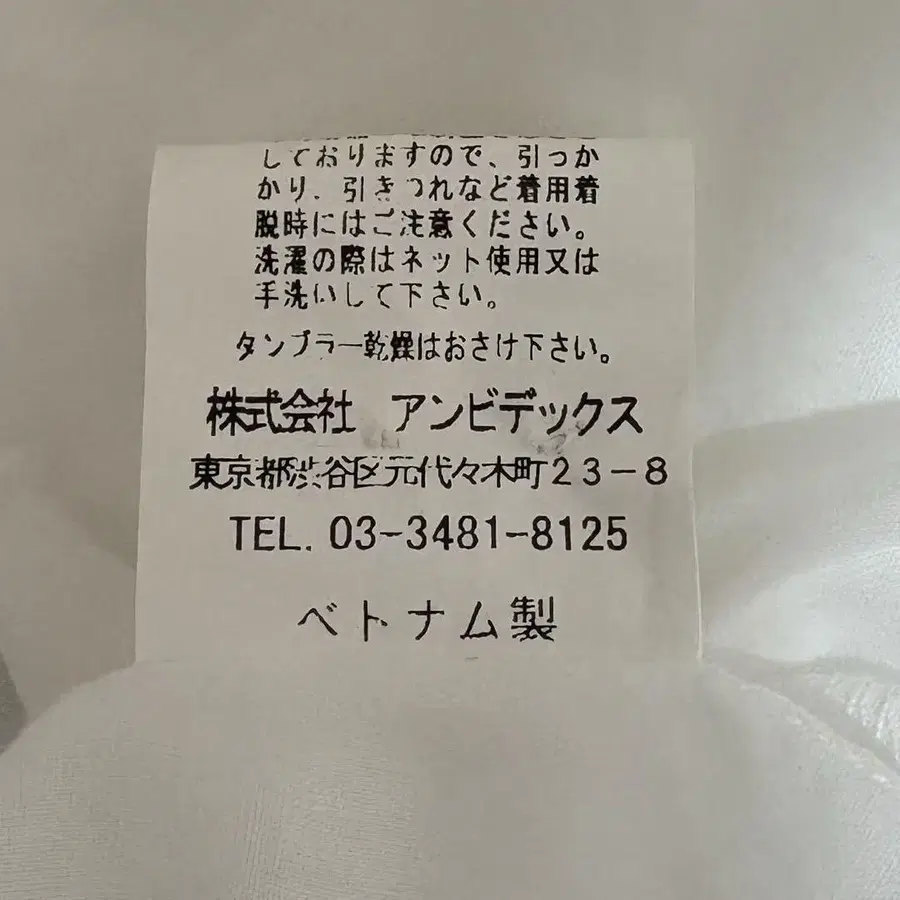 しておりますので、引っか
かり、引きつれなど着用着
脱時にはご注意ください。
洗濯の際はネット使用又は
手洗いして下さい。
タンブラー乾燥はおさけ下さい。
株式会社 アンビデックス
東京都渋谷区元代々木町23-8
TEL. 03-3481-8125
ベトナム製